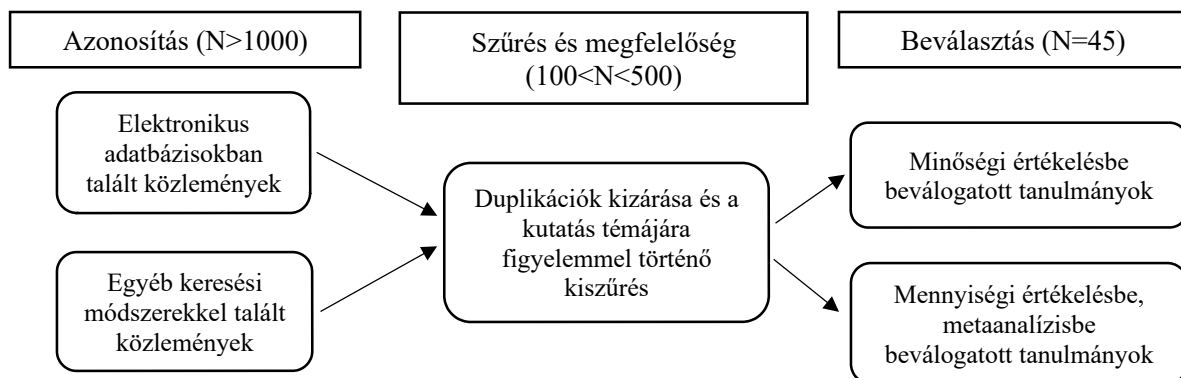 Azonosítás (N>1000)
Szűrés és megfelelőség
(100<N<500)
Beválasztás (N=45)
Elektronikus
adatbázisokban
talált közlemények
Egyéb keresési
módszerekkel talált
közlemények
Duplikációk kizárása és a
kutatás témájára
figyelemmel történő
kiszűrés
Minőségi értékelésbe
beválogatott tanulmányok
Mennyiségi értékelésbe,
metaanalízisbe
beválogatott tanulmányok